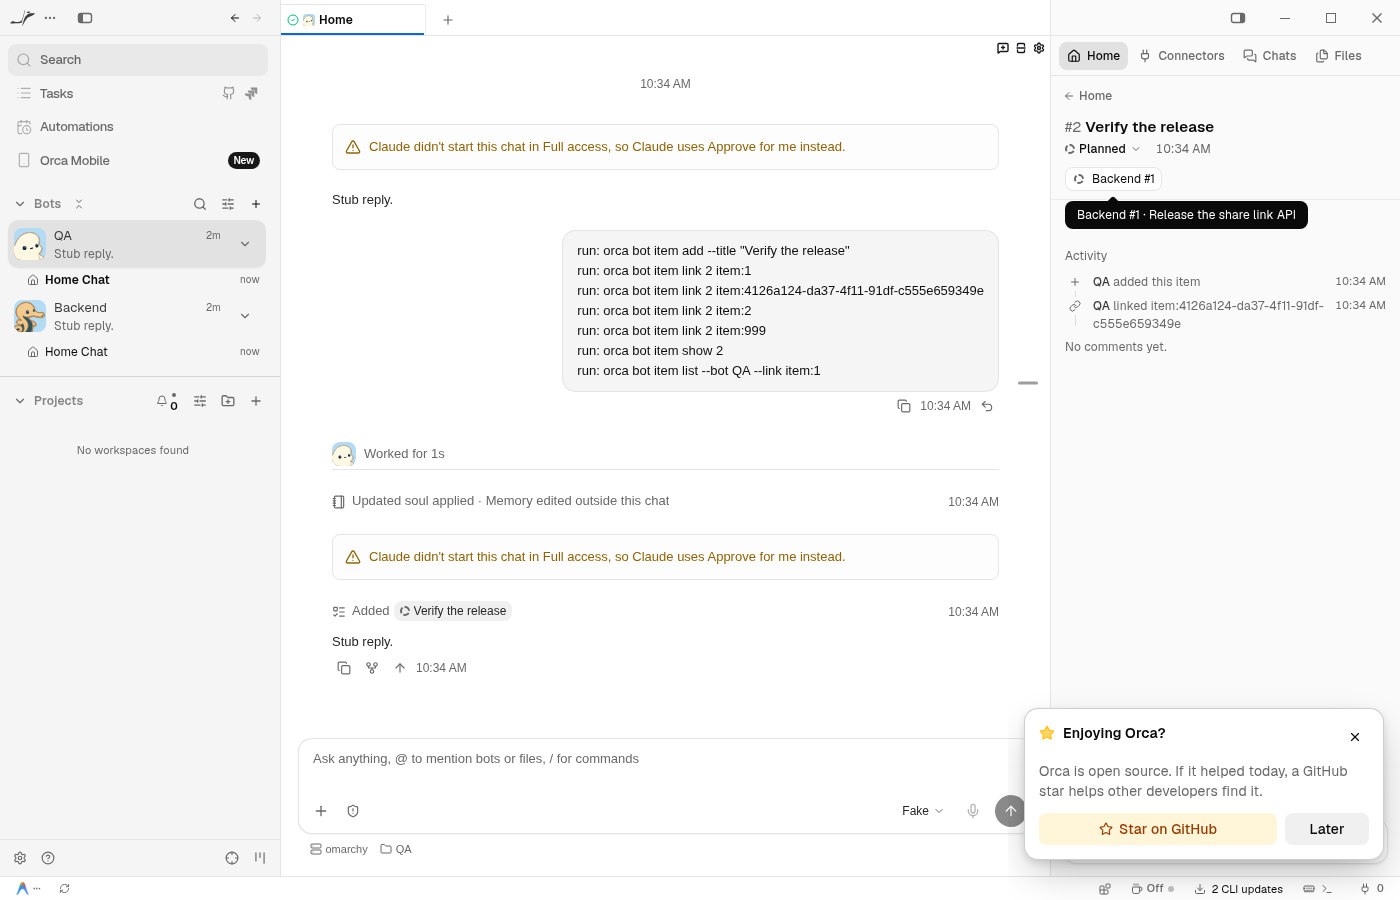 Search
Tasks
Automations
Orca Mobile
New
Bots
QA
2m
Stub reply.
Home Chat
now
Backend
2m
Stub reply.
Home Chat
now
Projects
0
No workspaces found
Home
10:34 AM
Claude didn't start this chat in Full access, so Claude uses Approve for me instead.
Stub reply.
run: orca bot item add --title "Verify the release"
run: orca bot item link 2 item:1
run: orca bot item link 2 item:4126a124-da37-4f11-91df-c555e659349e
run: orca bot item link 2 item:2
run: orca bot item link 2 item:999
run: orca bot item show 2
run: orca bot item list --bot QA --link item:1
10:34 AM
Worked for 1s
Updated soul applied · Memory edited outside this chat
10:34 AM
Claude didn't start this chat in Full access, so Claude uses Approve for me instead.
Added
Verify the release
10:34 AM
Stub reply.
10:34 AM
Ask anything, @ to mention bots or files, / for commands
Fake
omarchy
QA
Home
Connectors
Chats
Files
Home
#2 Verify the release
Planned
10:34 AM
Backend #1
Backend #1 · Release the share link API
Activity
QA added this item
10:34 AM
QA linked item:4126a124-da37-4f11-91df-
c555e659349e
10:34 AM
No comments yet.
Enjoying Orca?
Orca is open source. If it helped today, a GitHub
star helps other developers find it.
Star on GitHub
Later
Off
2 CLI updates
0